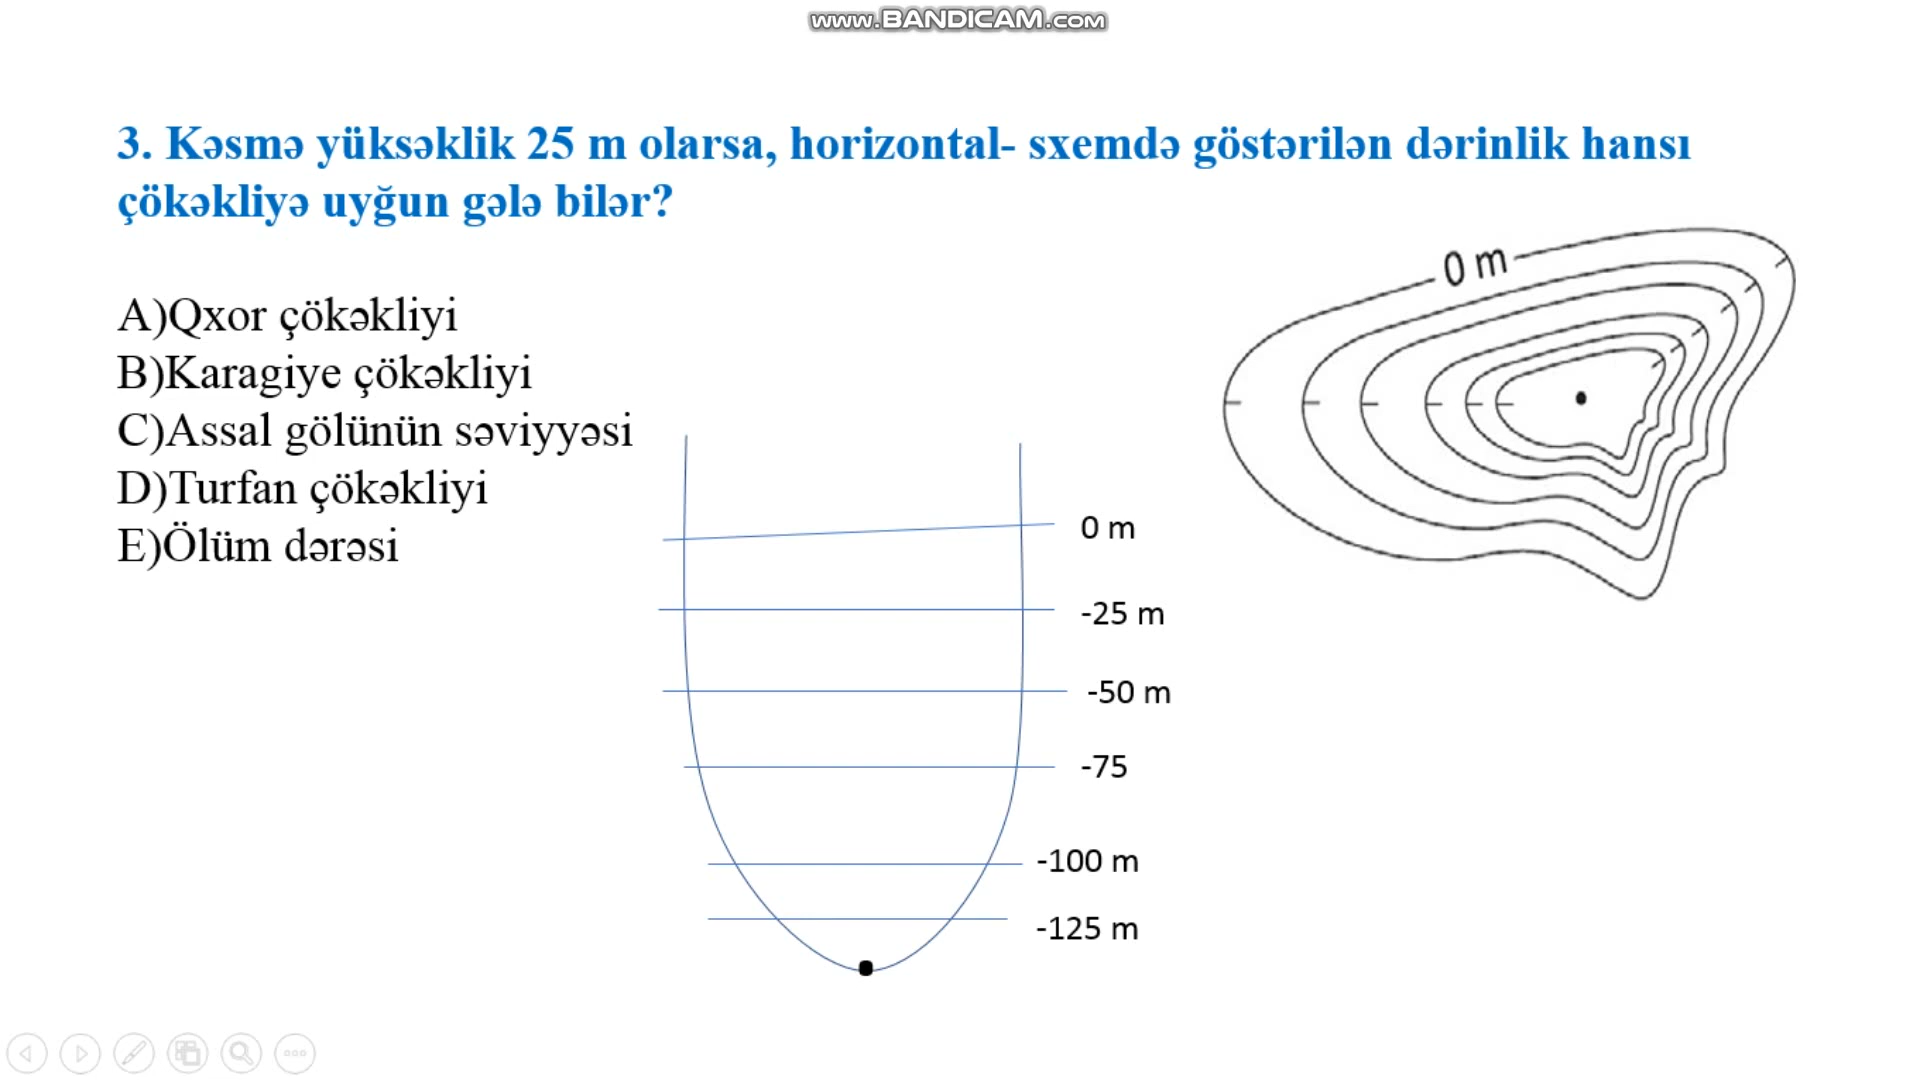 www.BANDICAM.com
3. Kəsmə yüksəklik 25 m olarsa, horizontal- sxemdə göstərilən dərinlik hansı
çökəkliyə uyğun gələ bilər?
0 m
A)Qxor çökəkliyi
B)Karagiye çökəkliyi
C)Assal gölünün səviyyəsi
D)Turfan çökəkliyi
E)Ölüm dərəsi
0 m
-25 m
-50 m
-75
-100 m
-125 m